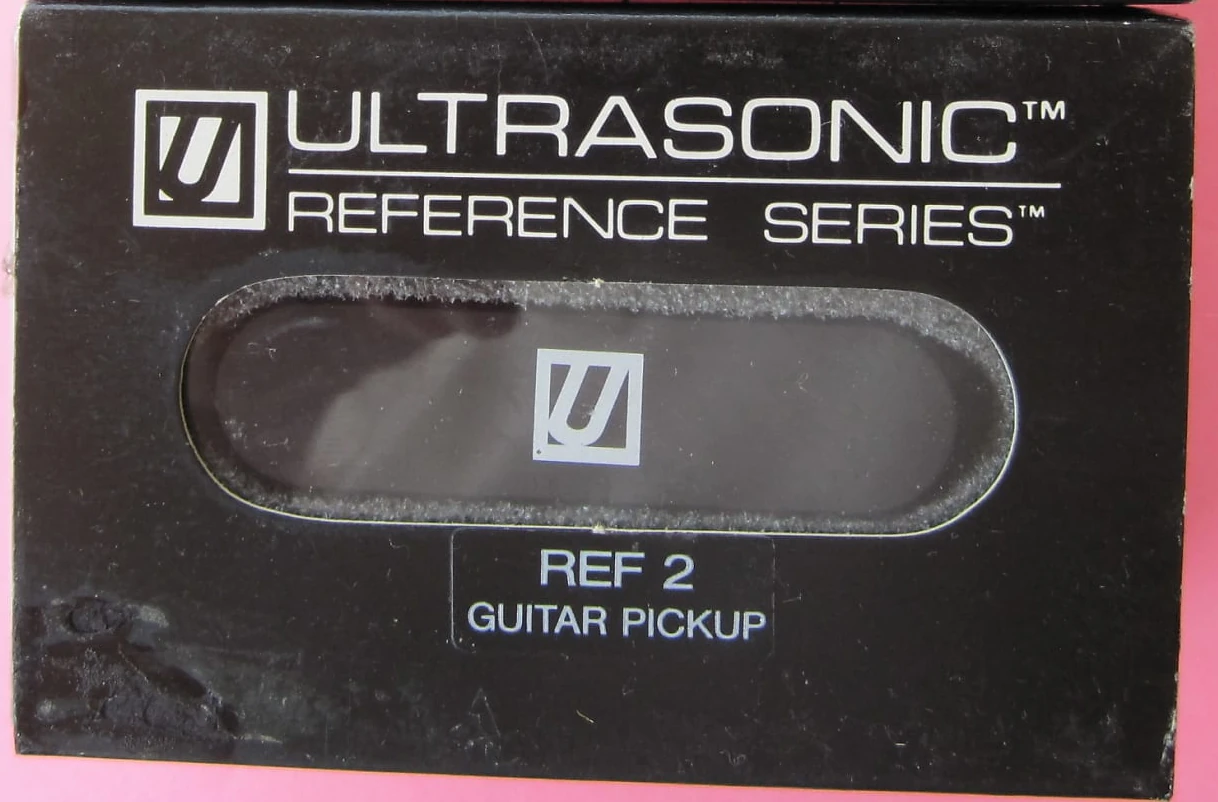 U ULTRASONIC™
REFERENCE SERIES™
U
REF 2
GUITAR PICKUP